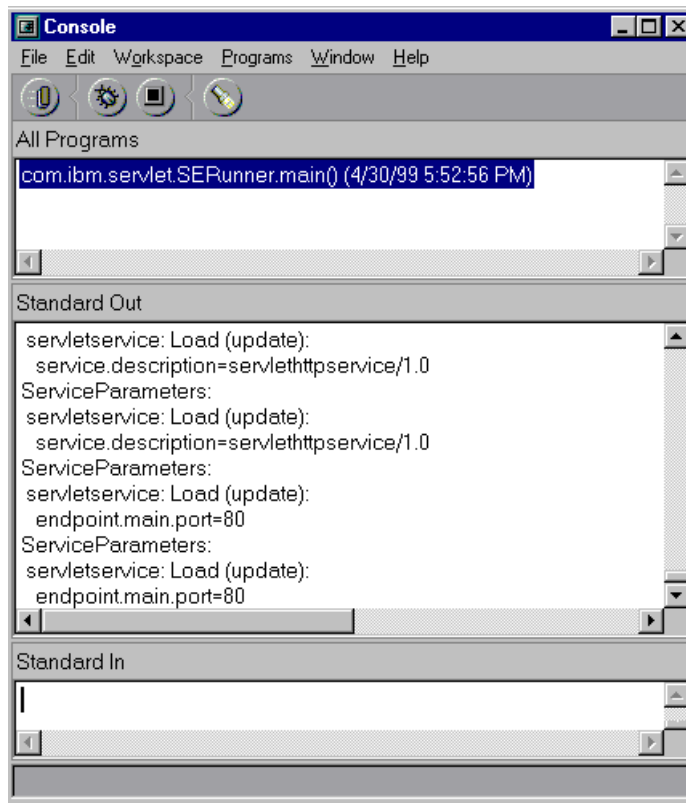 Console
File Edit Workspace Programs Window Help
All Programs
com.ibm.servlet.SERunner.main() (4/30/99 5:52:56 PM)
Standard Out
servletservice: Load (update):
service.description=servlethttpservice/1.0
ServiceParameters:
servletservice: Load (update):
service.description=servlethttpservice/1.0
ServiceParameters:
servletservice: Load (update):
endpoint.main.port=80
ServiceParameters:
servletservice: Load (update):
endpoint.main.port=80
Standard In